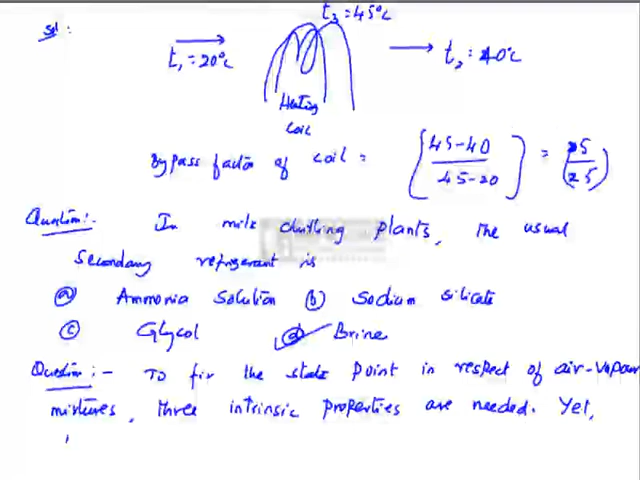 Sol :
t3 = 45°C
t1 = 20°C
t2 = 40°C
Heating
coil
Bypass factor of coil = [45-40 / 45-20] = (5/25)
Question:- In milk chilling plants, the usual
secondary refrigerant is
(a) Ammonia solution (b) Sodium silicate
(c) Glycol (d) Brine
Question:- To fix the state point in respect of air-vapour
mixtures, three intrinsic properties are needed. Yet,